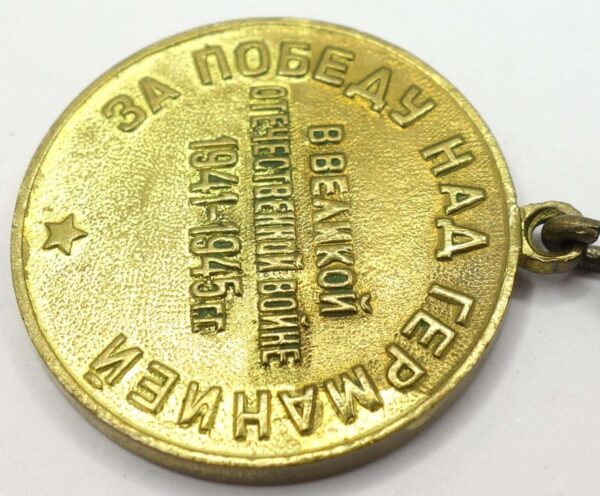 ЗА ПОБЕДУ НАД ГЕРМАНИЕЙ
В ВЕЛИКОЙ
ОТЕЧЕСТВЕННОЙ ВОЙНЕ
1941–1945 гг